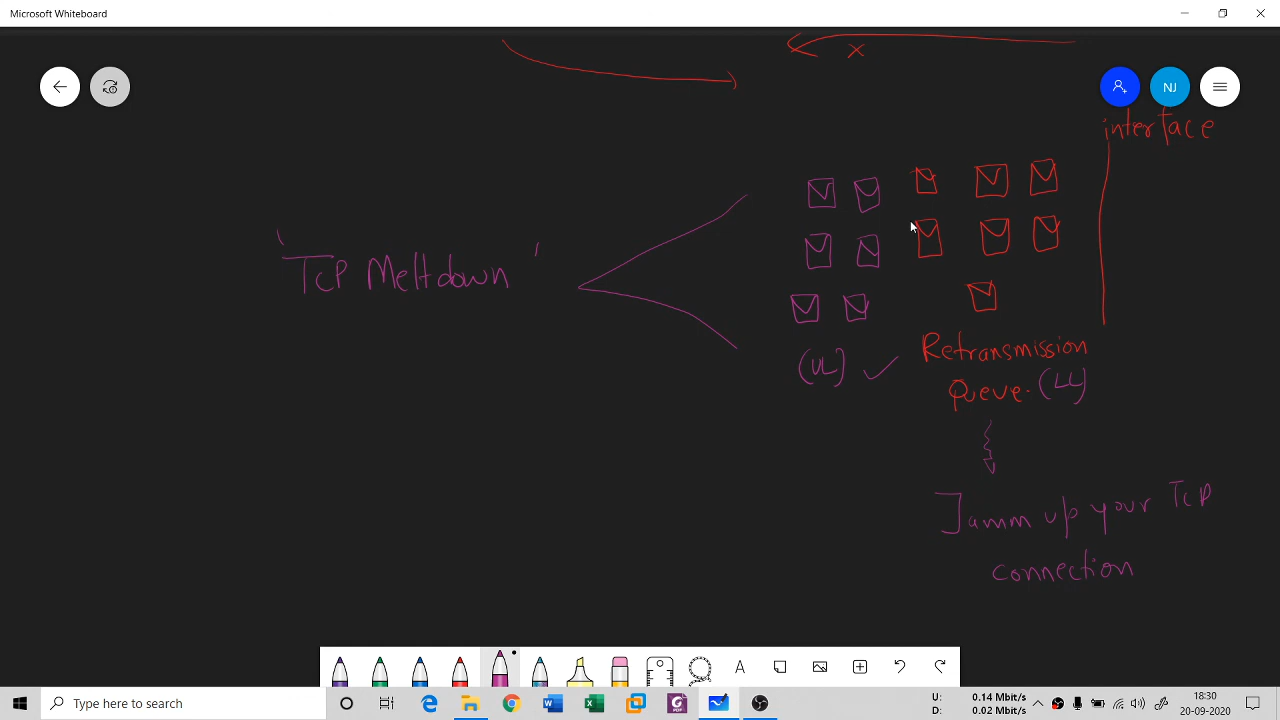 Microsoft Whiteboard
x
NJ
interface
'TCP Meltdown'
(UL) ✓
Retransmission
Queue. (LL)
Jamm up your TCP
connection
A
Type here to search
U: 0.14 Mbit/s
D: 0.02 Mbit/s
18:30
20-09-2020